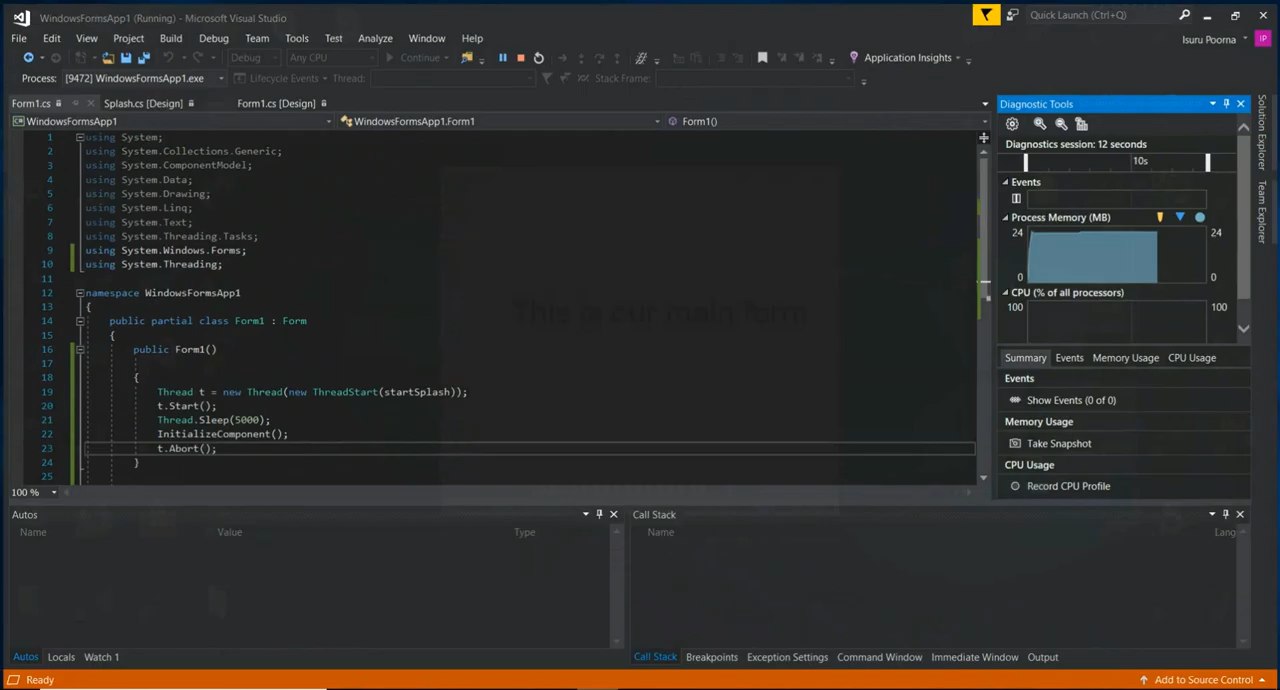 WindowsFormsApp1 (Running) - Microsoft Visual Studio
Quick Launch (Ctrl+Q)
File Edit View Project Build Debug Team Tools Test Analyze Window Help
Isuru Poorna IP
Debug Any CPU Continue Application Insights
Process: [9472] WindowsFormsApp1.exe Lifecycle Events Thread: Stack Frame:
Form1.cs Splash.cs [Design] Form1.cs [Design]
WindowsFormsApp1 WindowsFormsApp1.Form1 Form1()
1 using System;
2 using System.Collections.Generic;
3 using System.ComponentModel;
4 using System.Data;
5 using System.Drawing;
6 using System.Linq;
7 using System.Text;
8 using System.Threading.Tasks;
9 using System.Windows.Forms;
10 using System.Threading;
11
12 namespace WindowsFormsApp1
13 {
14 public partial class Form1 : Form
15 {
16 public Form1()
17
18 {
19 Thread t = new Thread(new ThreadStart(startSplash));
20 t.Start();
21 Thread.Sleep(5000);
22 InitializeComponent();
23 t.Abort();
24 }
25
This is our main form
100 %
Diagnostic Tools
Diagnostics session: 12 seconds
10s
Events
Process Memory (MB)
24 24
0 0
CPU (% of all processors)
100 100
Summary Events Memory Usage CPU Usage
Events
Show Events (0 of 0)
Memory Usage
Take Snapshot
CPU Usage
Record CPU Profile
Solution Explorer
Team Explorer
Autos
Name Value Type
Call Stack
Name Lang
Autos Locals Watch 1
Call Stack Breakpoints Exception Settings Command Window Immediate Window Output
Ready
Add to Source Control